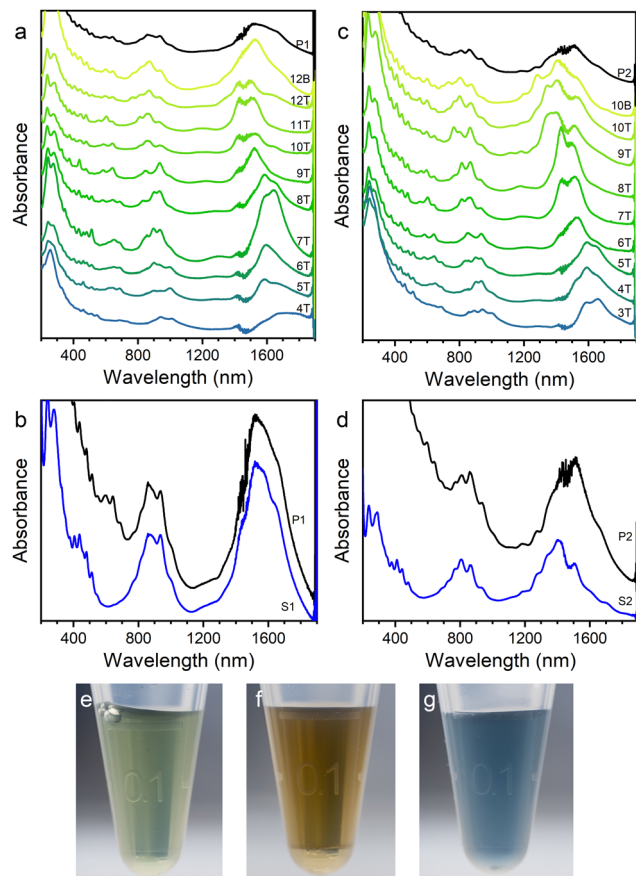 a
Absorbance
P1
12B
12T
11T
10T
9T
8T
7T
6T
5T
4T
400 800 1200 1600
Wavelength (nm)
c
Absorbance
P2
10B
10T
9T
8T
7T
6T
5T
4T
3T
400 800 1200 1600
Wavelength (nm)
b
Absorbance
P1
S1
400 800 1200 1600
Wavelength (nm)
d
Absorbance
P2
S2
400 800 1200 1600
Wavelength (nm)
e
0.1
f
0.1
g
0.1